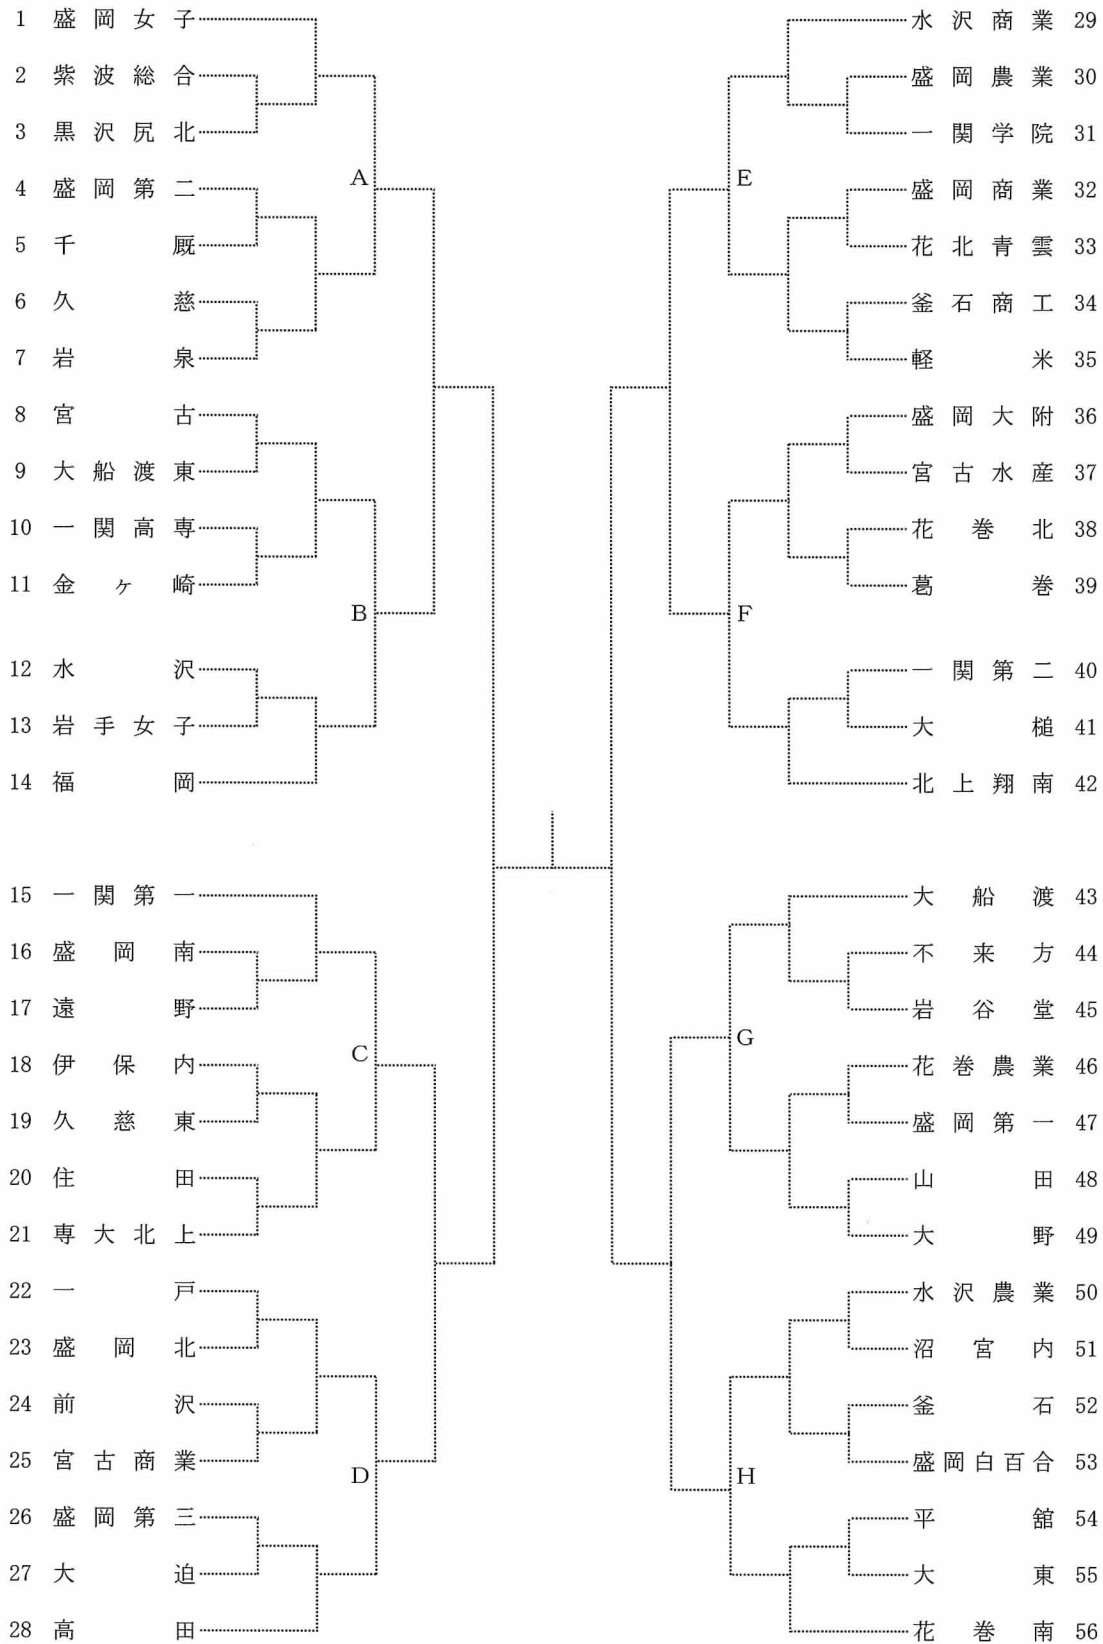 1 盛岡女子
2 紫波総合
3 黒沢尻北
A
4 盛岡第二
5 千厩
6 久慈
7 岩泉
8 宮古
9 大船渡東
10 一関高専
11 金ヶ崎
B
12 水沢
13 岩手女子
14 福岡
15 一関第一
16 盛岡南
17 遠野
C
18 伊保内
19 久慈東
20 住田
21 専大北上
22 一戸
23 盛岡北
24 前沢
25 宮古商業
D
26 盛岡第三
27 大迫
28 高田
水沢商業 29
盛岡農業 30
一関学院 31
E
盛岡商業 32
花北青雲 33
釜石商工 34
軽米 35
盛岡大附 36
宮古水産 37
花巻北 38
葛巻 39
F
一関第二 40
大槌 41
北上翔南 42
大船渡 43
不来方 44
岩谷堂 45
G
花巻農業 46
盛岡第一 47
山田 48
大野 49
水沢農業 50
沼宮内 51
釜石 52
盛岡白百合 53
H
平舘 54
大東 55
花巻南 56